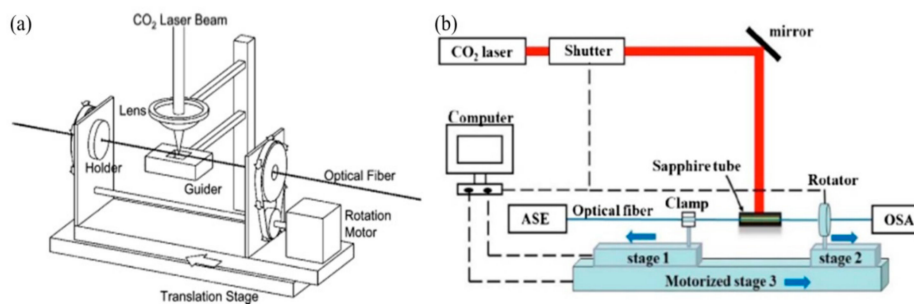 (a)
CO₂ Laser Beam
Lens
Holder
Guider
Optical Fiber
Rotation
Motor
Translation Stage
(b)
mirror
CO₂ laser
Shutter
Computer
Sapphire tube
Rotator
Clamp
ASE
Optical fiber
OSA
stage 1
stage 2
Motorized stage 3